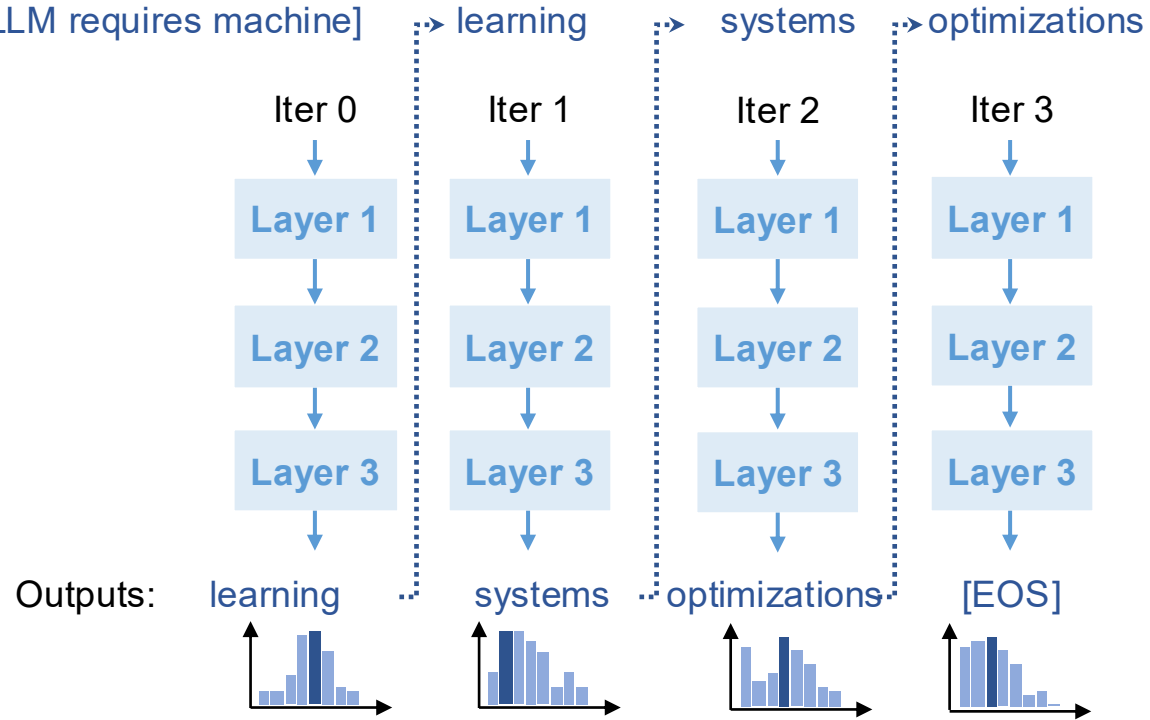 LLM requires machine] learning systems optimizations
Iter 0 Iter 1 Iter 2 Iter 3
Layer 1 Layer 1 Layer 1 Layer 1
Layer 2 Layer 2 Layer 2 Layer 2
Layer 3 Layer 3 Layer 3 Layer 3
Outputs: learning systems optimizations [EOS]